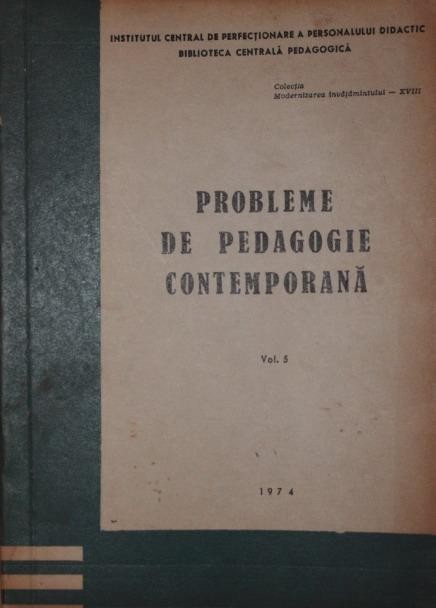 INSTITUTUL CENTRAL DE PERFECȚIONARE A PERSONALULUI DIDACTIC
BIBLIOTECA CENTRALĂ PEDAGOGICĂ
Colecția
Modernizarea învățămîntului — XVIII
PROBLEME
DE PEDAGOGIE
CONTEMPORANĂ
Vol. 5
1974